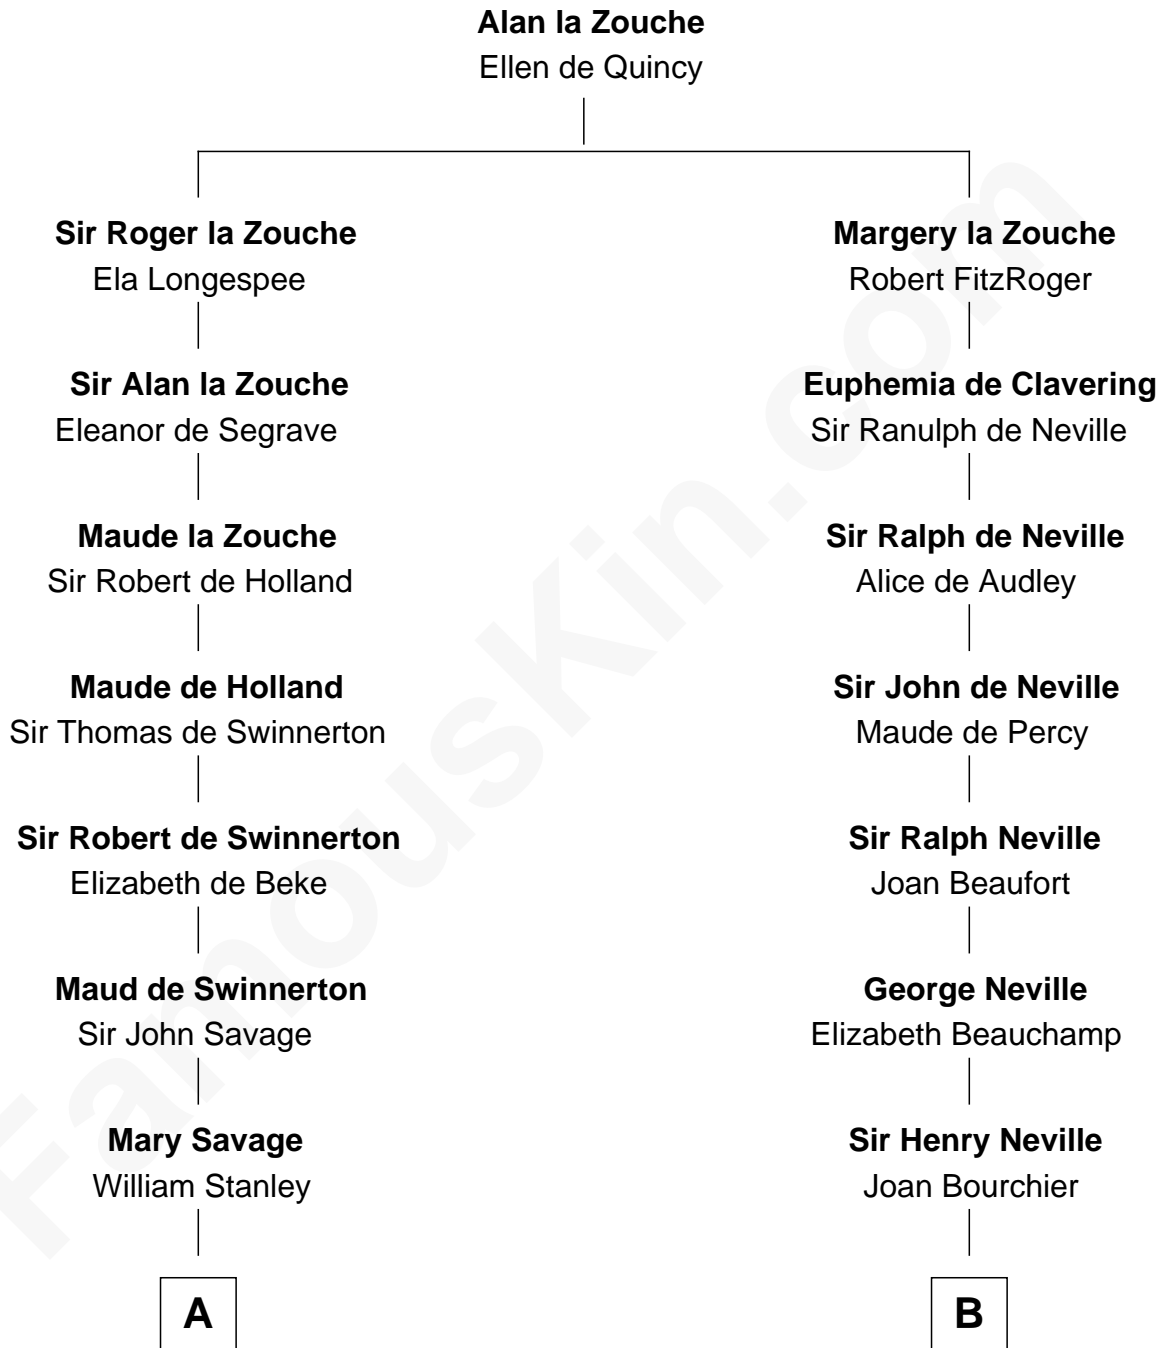 Alan la Zouche
Ellen de Quincy
Sir Roger la Zouche
Ela Longespee
Margery la Zouche
Robert FitzRoger
Sir Alan la Zouche
Eleanor de Segrave
Euphemia de Clavering
Sir Ranulph de Neville
Maude la Zouche
Sir Robert de Holland
Sir Ralph de Neville
Alice de Audley
Maude de Holland
Sir Thomas de Swinnerton
Sir John de Neville
Maude de Percy
Sir Robert de Swinnerton
Elizabeth de Beke
Sir Ralph Neville
Joan Beaufort
Maud de Swinnerton
Sir John Savage
George Neville
Elizabeth Beauchamp
Mary Savage
William Stanley
Sir Henry Neville
Joan Bourchier
A
B
FamousKin.com